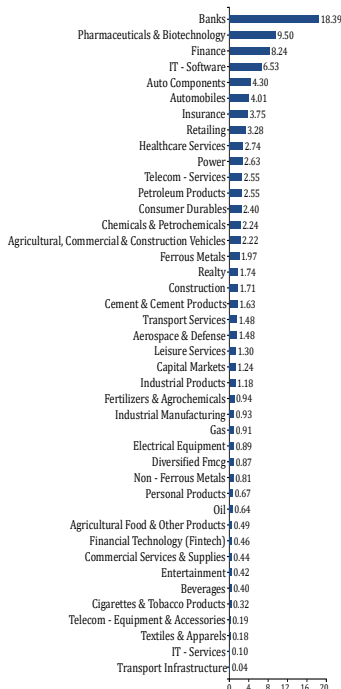 Banks 18.39
Pharmaceuticals & Biotechnology 9.50
Finance 8.24
IT - Software 6.53
Auto Components 4.30
Automobiles 4.01
Insurance 3.75
Retailing 3.28
Healthcare Services 2.74
Power 2.63
Telecom - Services 2.55
Petroleum Products 2.55
Consumer Durables 2.40
Chemicals & Petrochemicals 2.24
Agricultural, Commercial & Construction Vehicles 2.22
Ferrous Metals 1.97
Realty 1.74
Construction 1.71
Cement & Cement Products 1.63
Transport Services 1.48
Aerospace & Defense 1.48
Leisure Services 1.30
Capital Markets 1.24
Industrial Products 1.18
Fertilizers & Agrochemicals 0.94
Industrial Manufacturing 0.93
Gas 0.91
Electrical Equipment 0.89
Diversified Fmcg 0.87
Non - Ferrous Metals 0.81
Personal Products 0.67
Oil 0.64
Agricultural Food & Other Products 0.49
Financial Technology (Fintech) 0.46
Commercial Services & Supplies 0.44
Entertainment 0.42
Beverages 0.40
Cigarettes & Tobacco Products 0.32
Telecom - Equipment & Accessories 0.19
Textiles & Apparels 0.18
IT - Services 0.10
Transport Infrastructure 0.04
0 4 8 12 16 20